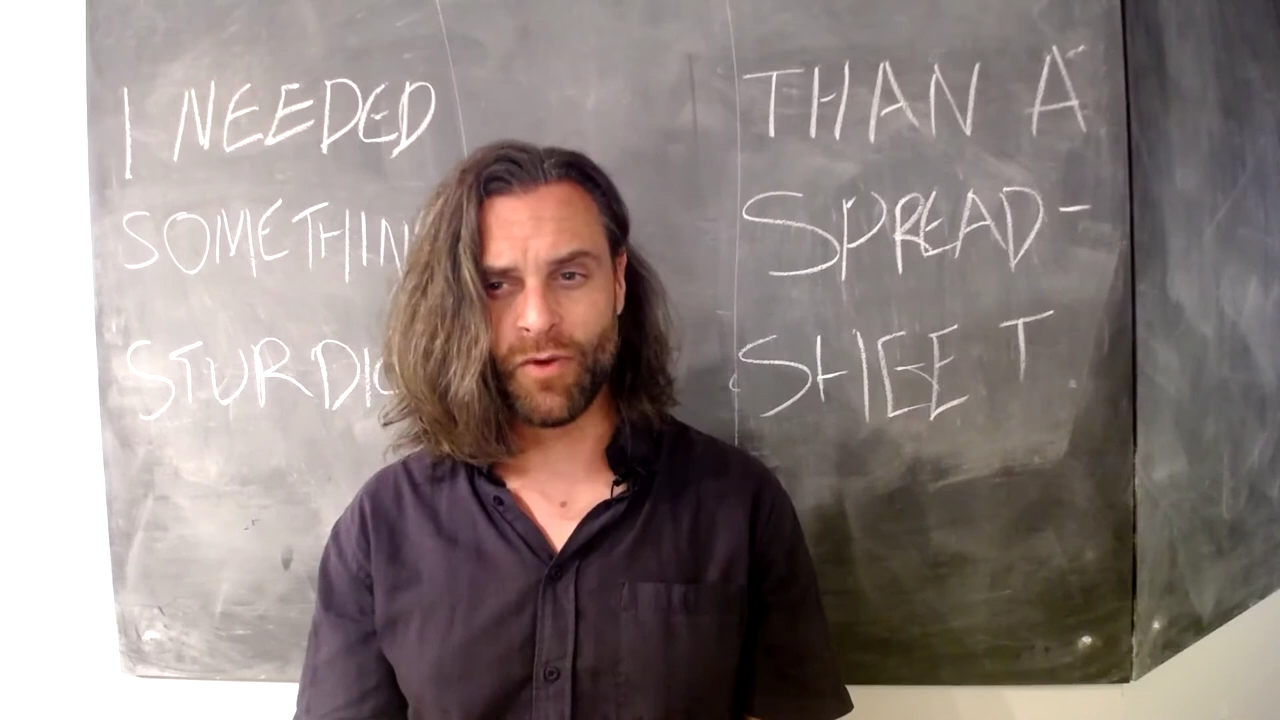 I NEEDED
SOMETHIN
STURDI
THAN A
SPREAD-
SHEET.